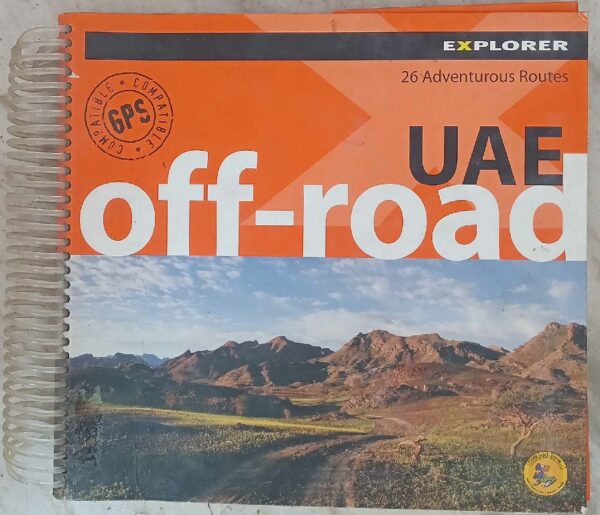 EXPLORER
26 Adventurous Routes
COMPATIBLE • COMPATIBLE •
GPS
UAE
off-road